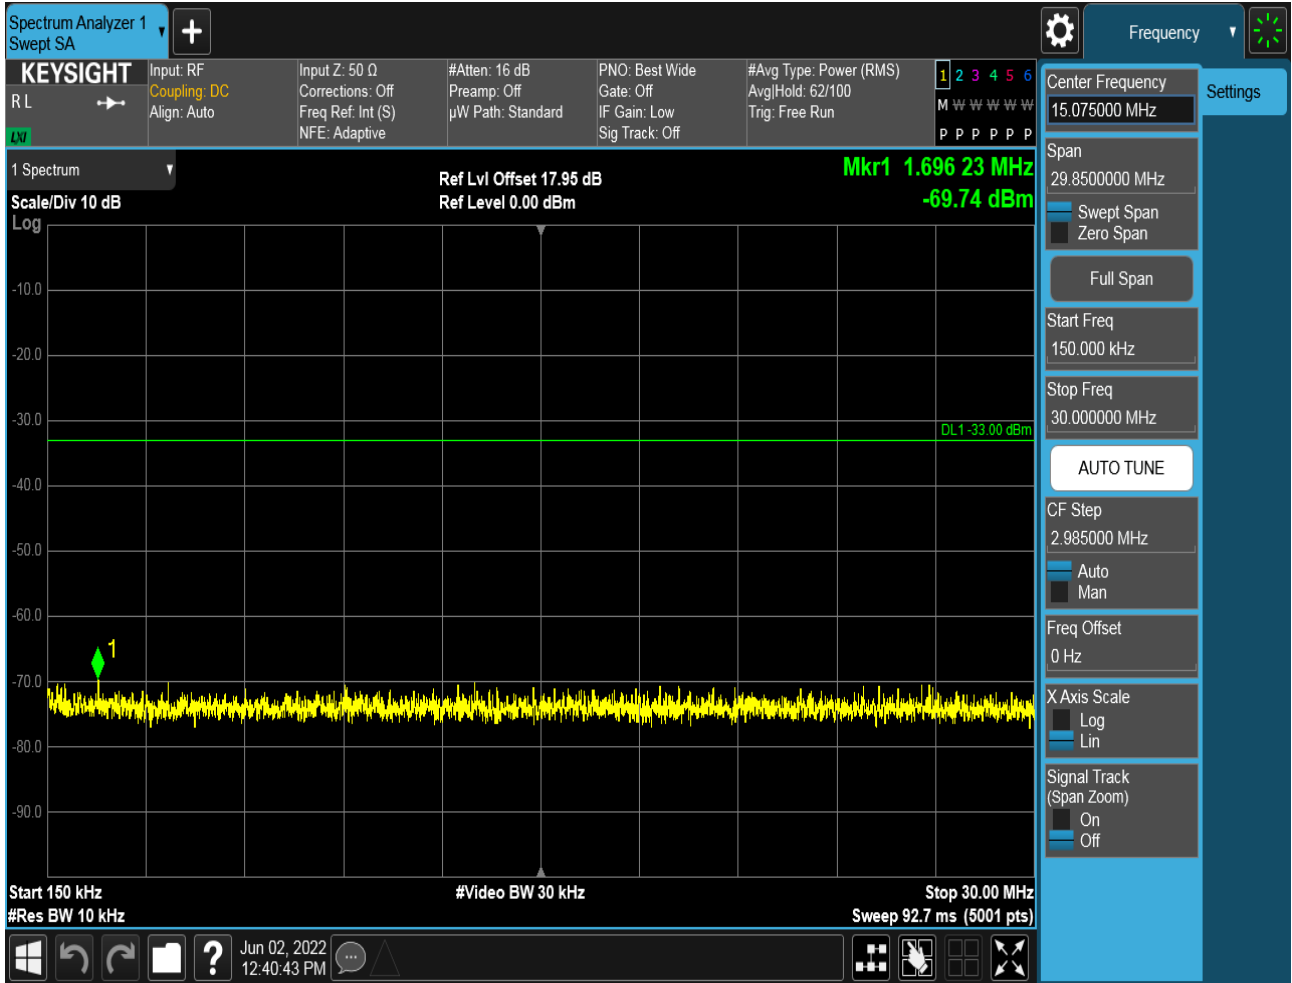 Spectrum Analyzer 1
Swept SA
Frequency
KEYSIGHT
R L
LXI
Input: RF
Coupling: DC
Align: Auto
Input Z: 50 Ω
Corrections: Off
Freq Ref: Int (S)
NFE: Adaptive
#Atten: 16 dB
Preamp: Off
µW Path: Standard
PNO: Best Wide
Gate: Off
IF Gain: Low
Sig Track: Off
#Avg Type: Power (RMS)
Avg|Hold: 62/100
Trig: Free Run
1 2 3 4 5 6
M W W W W W
P P P P P P
1 Spectrum
Scale/Div 10 dB
Log
Ref Lvl Offset 17.95 dB
Ref Level 0.00 dBm
Mkr1 1.696 23 MHz
-69.74 dBm
-10.0
-20.0
-30.0
DL1 -33.00 dBm
-40.0
-50.0
-60.0
1
-70.0
-80.0
-90.0
Start 150 kHz
#Res BW 10 kHz
#Video BW 30 kHz
Stop 30.00 MHz
Sweep 92.7 ms (5001 pts)
Center Frequency
15.075000 MHz
Span
29.8500000 MHz
Swept Span
Zero Span
Full Span
Start Freq
150.000 kHz
Stop Freq
30.000000 MHz
AUTO TUNE
CF Step
2.985000 MHz
Auto
Man
Freq Offset
0 Hz
X Axis Scale
Log
Lin
Signal Track
(Span Zoom)
On
Off
Settings
?
Jun 02, 2022
12:40:43 PM